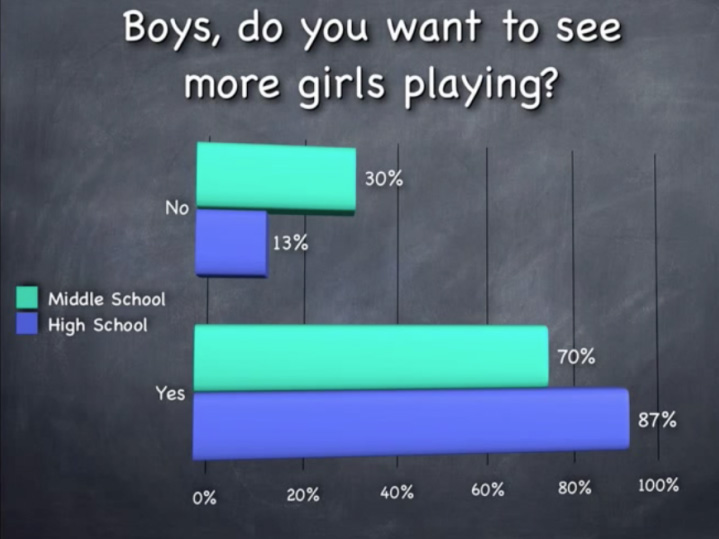 Boys, do you want to see
more girls playing?
30%
No
13%
Middle School
High School
70%
Yes
87%
0% 20% 40% 60% 80% 100%